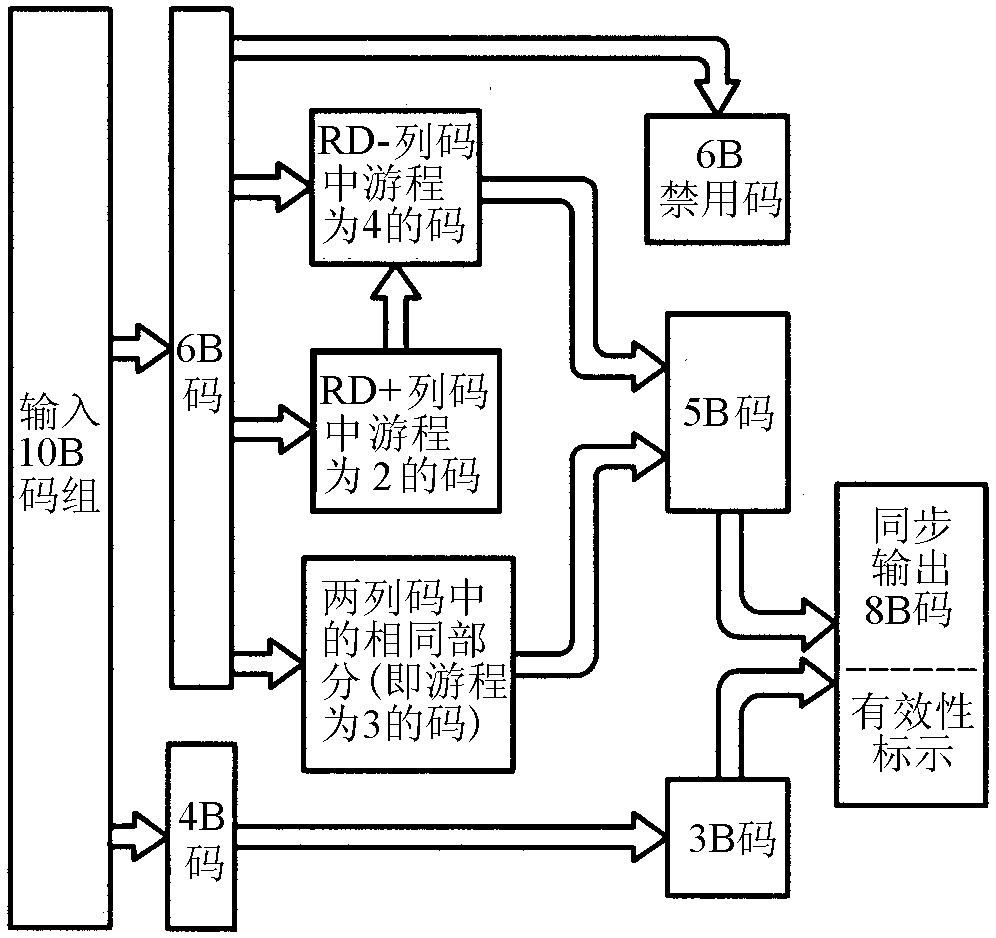 输入
10B
码组
6B
码
RD-列码
中游程
为4的码
RD+列码
中游程
为2的码
两列码中
的相同部
分(即游程
为3的码)
4B
码
6B
禁用码
5B码
3B码
同步
输出
8B码
有效性
标示